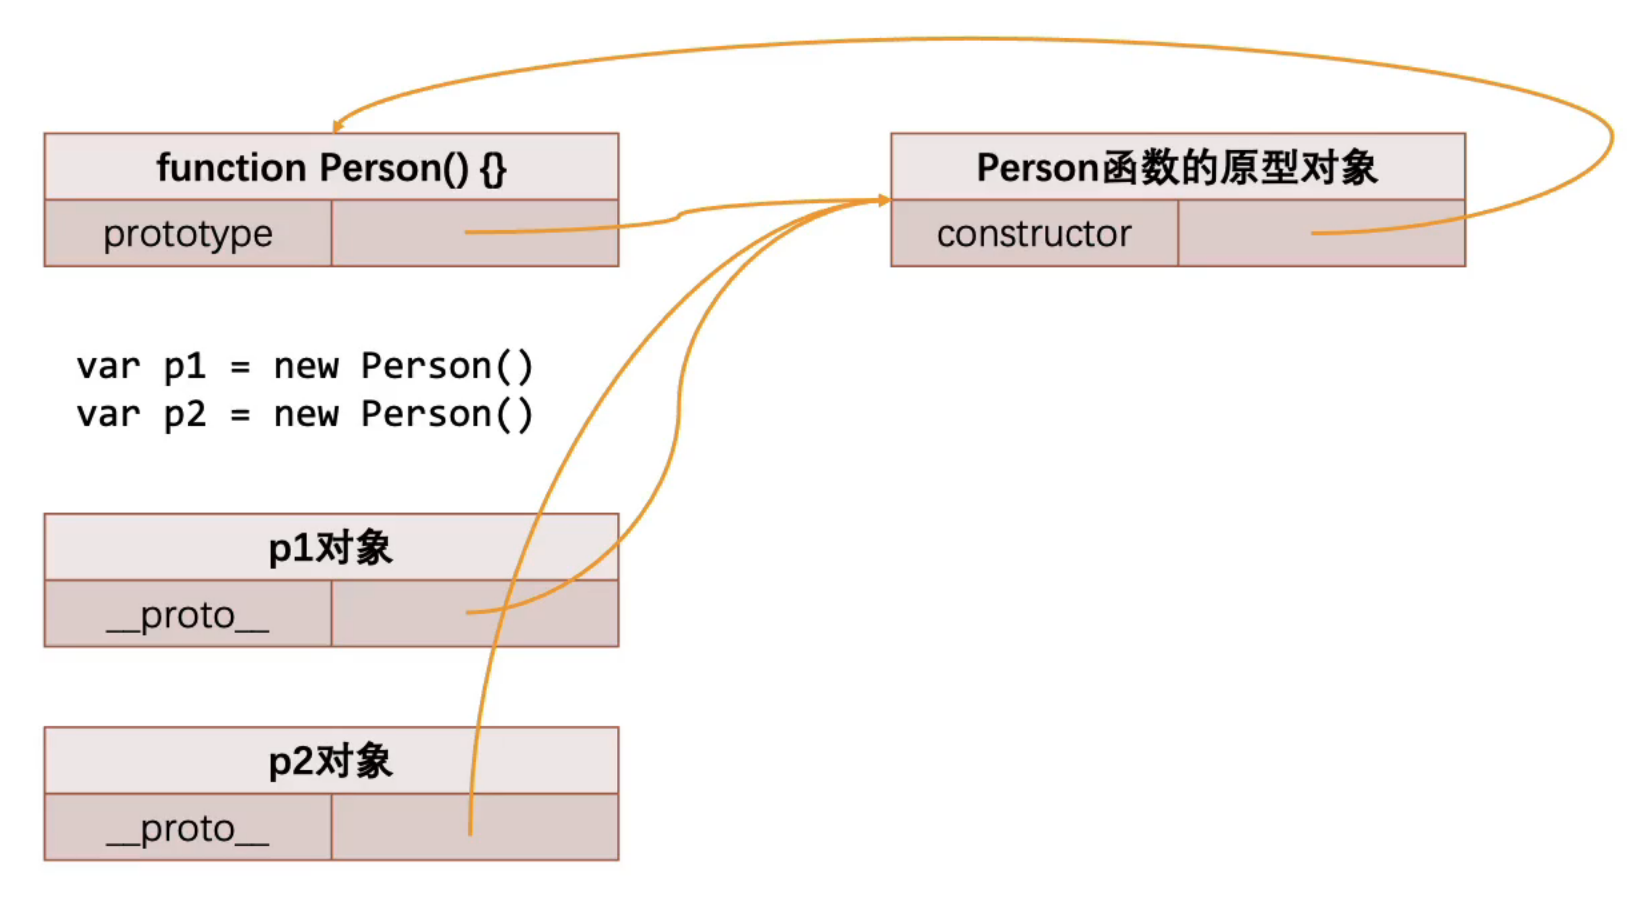 function Person() {}
prototype
Person函数的原型对象
constructor
var p1 = new Person()
var p2 = new Person()
p1对象
__proto__
p2对象
__proto__